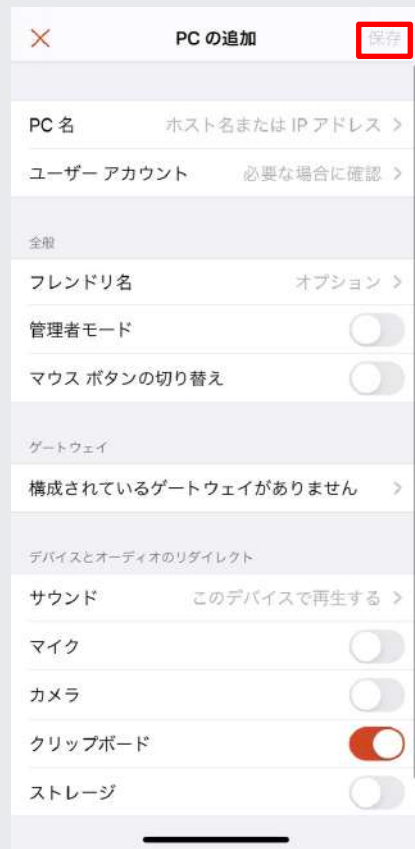 PC の追加
保存
PC 名 ホスト名または IP アドレス
ユーザー アカウント 必要な場合に確認
全般
フレンドリ名 オプション
管理者モード
マウス ボタンの切り替え
ゲートウェイ
構成されているゲートウェイがありません
デバイスとオーディオのリダイレクト
サウンド このデバイスで再生する
マイク
カメラ
クリップボード
ストレージ